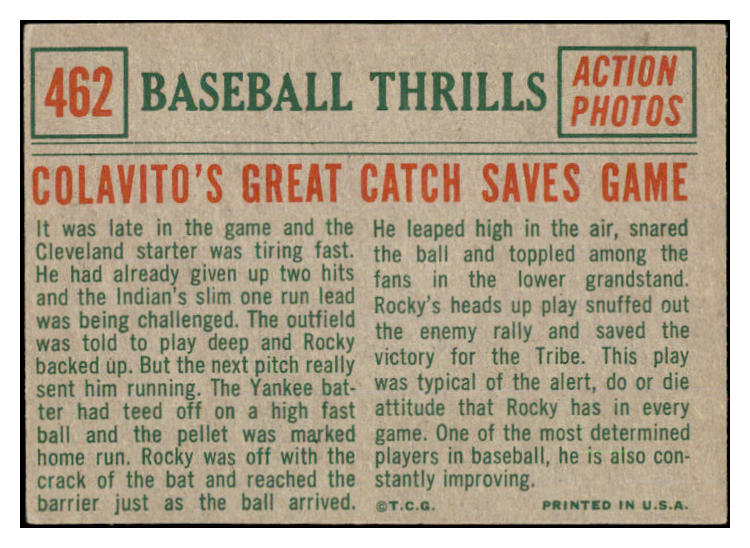 462
BASEBALL THRILLS
ACTION
PHOTOS
COLAVITO'S GREAT CATCH SAVES GAME
It was late in the game and the
Cleveland starter was tiring fast.
He had already given up two hits
and the Indian's slim one run lead
was being challenged. The outfield
was told to play deep and Rocky
backed up. But the next pitch really
sent him running. The Yankee bat-
ter had teed off on a high fast
ball and the pellet was marked
home run. Rocky was off with the
crack of the bat and reached the
barrier just as the ball arrived.
He leaped high in the air, snared
the ball and toppled among the
fans in the lower grandstand.
Rocky's heads up play snuffed out
the enemy rally and saved the
victory for the Tribe. This play
was typical of the alert, do or die
attitude that Rocky has in every
game. One of the most determined
players in baseball, he is also con-
stantly improving.
©T.C.G. PRINTED IN U.S.A.